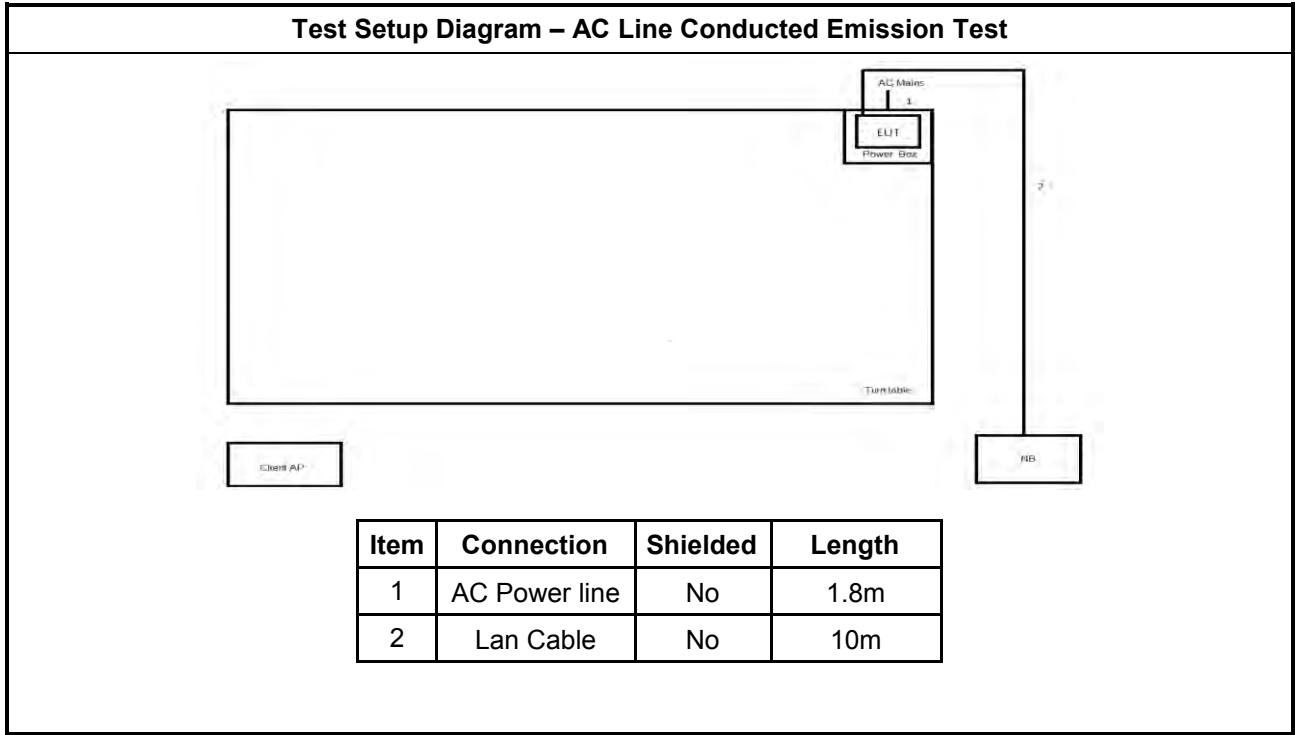 Test Setup Diagram – AC Line Conducted Emission Test
AC Mains
1
EUT
Power Box
2
Turntable
Client AP
NB
Item Connection Shielded Length
1 AC Power line No 1.8m
2 Lan Cable No 10m